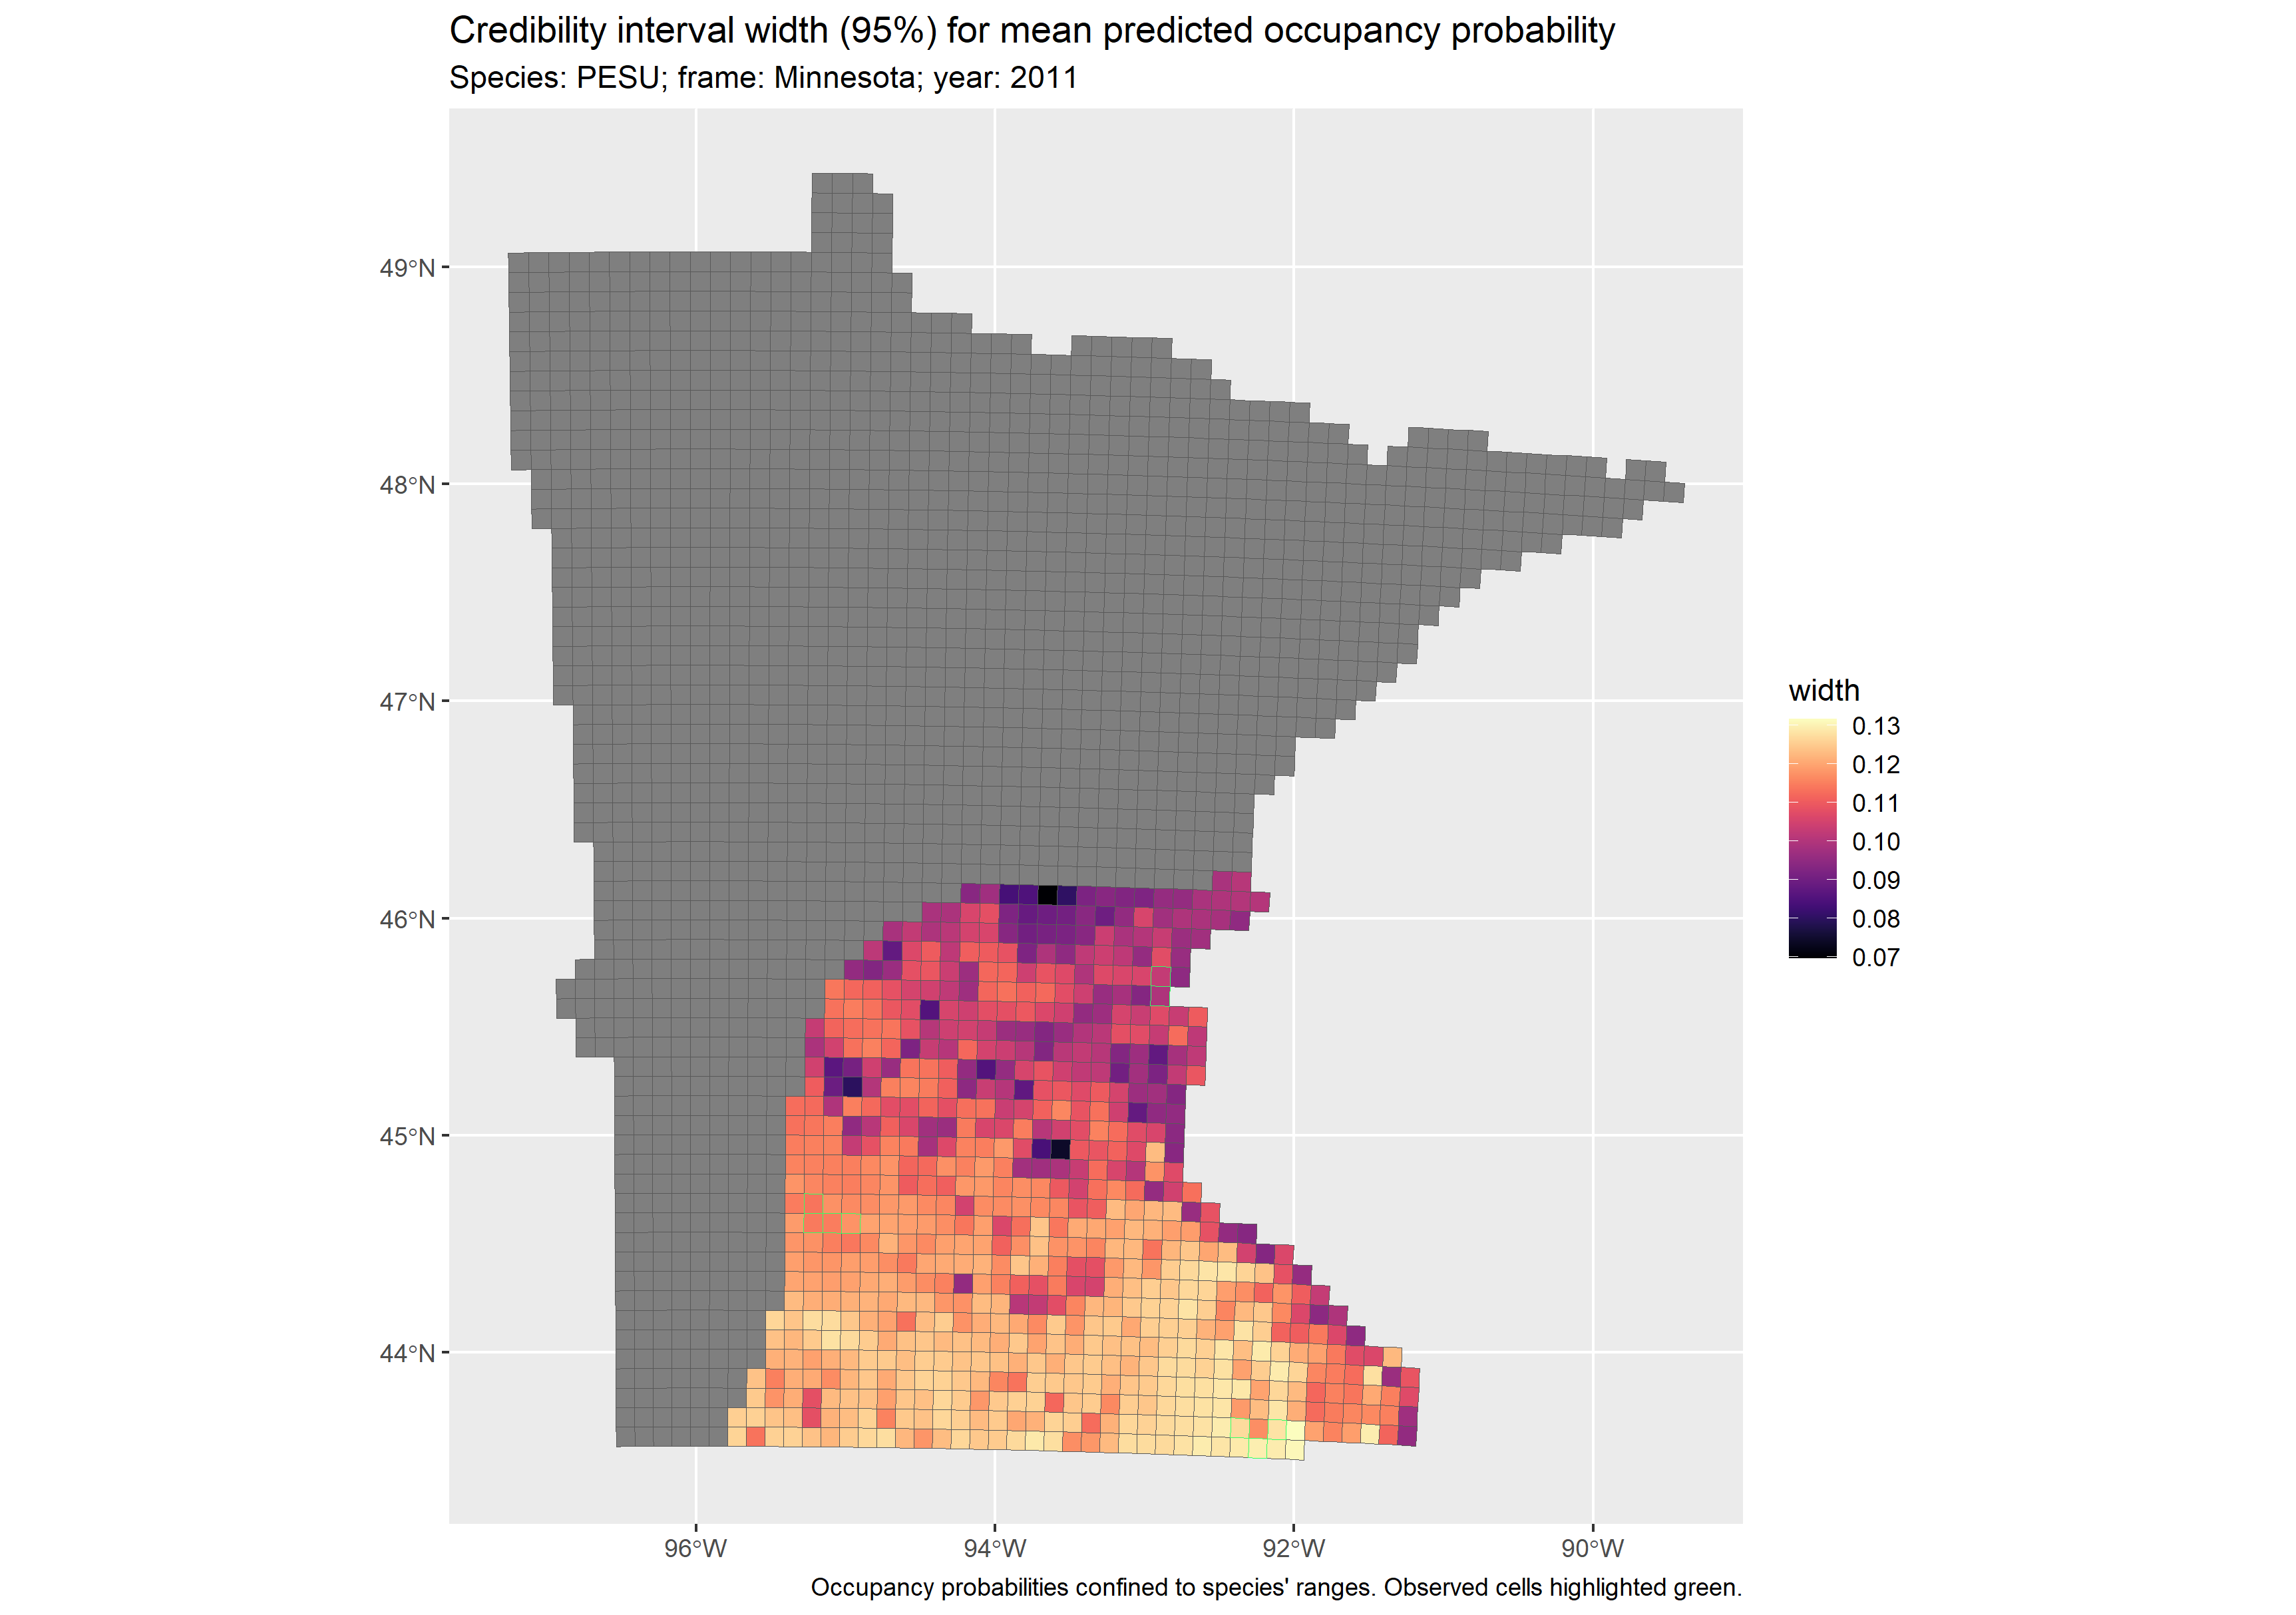 Credibility interval width (95%) for mean predicted occupancy probability
Species: PESU; frame: Minnesota; year: 2011
49°N
48°N
47°N
46°N
45°N
44°N
96°W
94°W
92°W
90°W
width
0.13
0.12
0.11
0.10
0.09
0.08
0.07
Occupancy probabilities confined to species' ranges. Observed cells highlighted green.